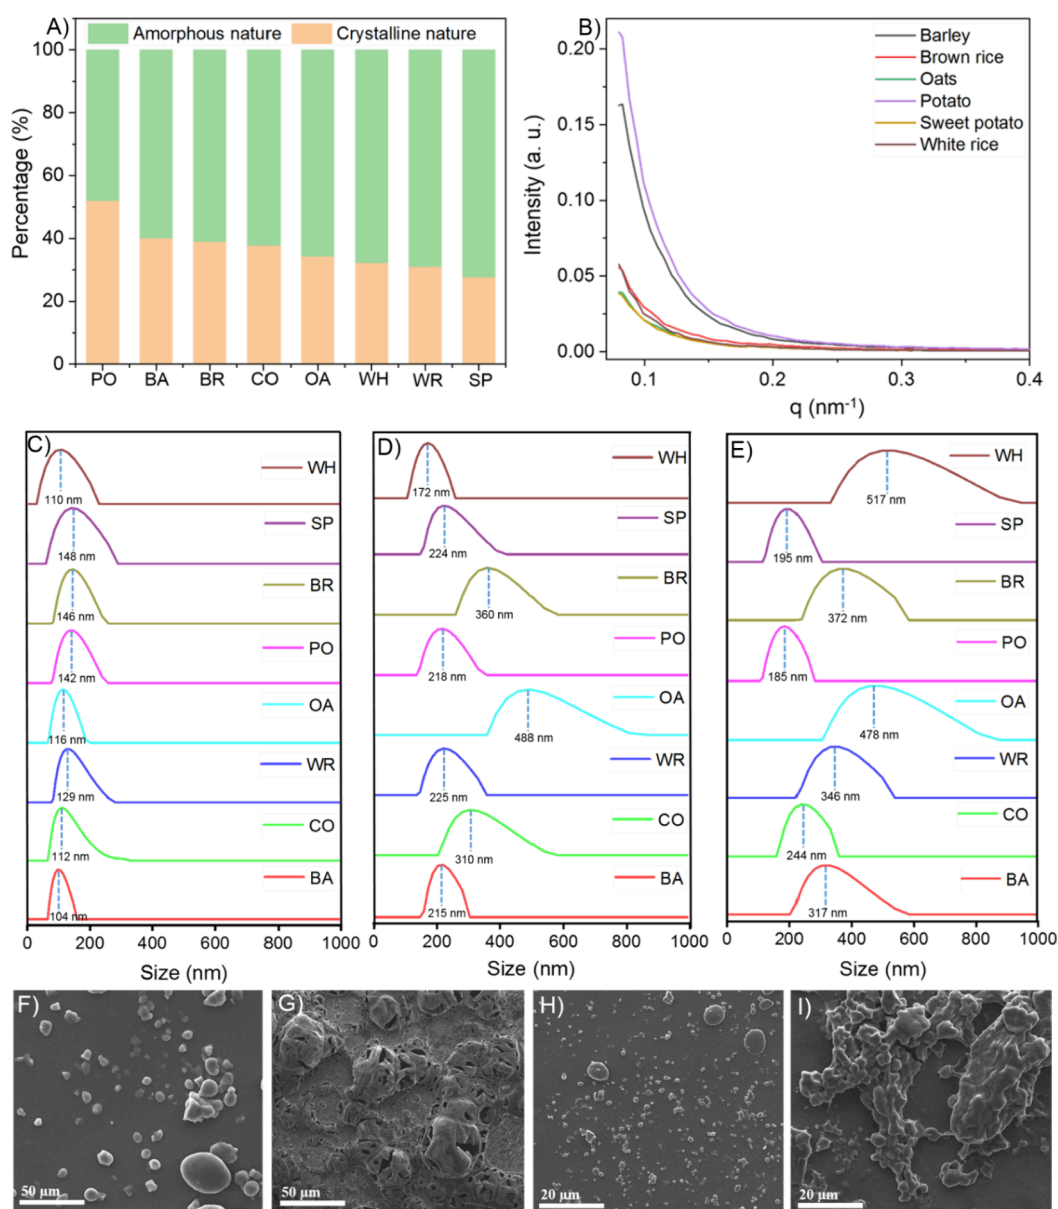 A)
Amorphous nature Crystalline nature
100
80
60
40
20
0
Percentage (%)
PO BA BR CO OA WH WR SP
B)
Barley
Brown rice
Oats
Potato
Sweet potato
White rice
0.20
0.15
0.10
0.05
0.00
Intensity (a. u.)
0.1 0.2 0.3 0.4
q (nm⁻¹)
C)
WH
110 nm
SP
148 nm
BR
146 nm
PO
142 nm
OA
116 nm
WR
129 nm
CO
112 nm
BA
104 nm
0 200 400 600 800 1000
Size (nm)
D)
WH
172 nm
SP
224 nm
BR
360 nm
PO
218 nm
OA
488 nm
WR
225 nm
CO
310 nm
BA
215 nm
0 200 400 600 800 1000
Size (nm)
E)
WH
517 nm
SP
195 nm
BR
372 nm
PO
185 nm
OA
478 nm
WR
346 nm
CO
244 nm
BA
317 nm
0 200 400 600 800 1000
Size (nm)
F)
50 µm
G)
50 µm
H)
20 µm
I)
20 µm